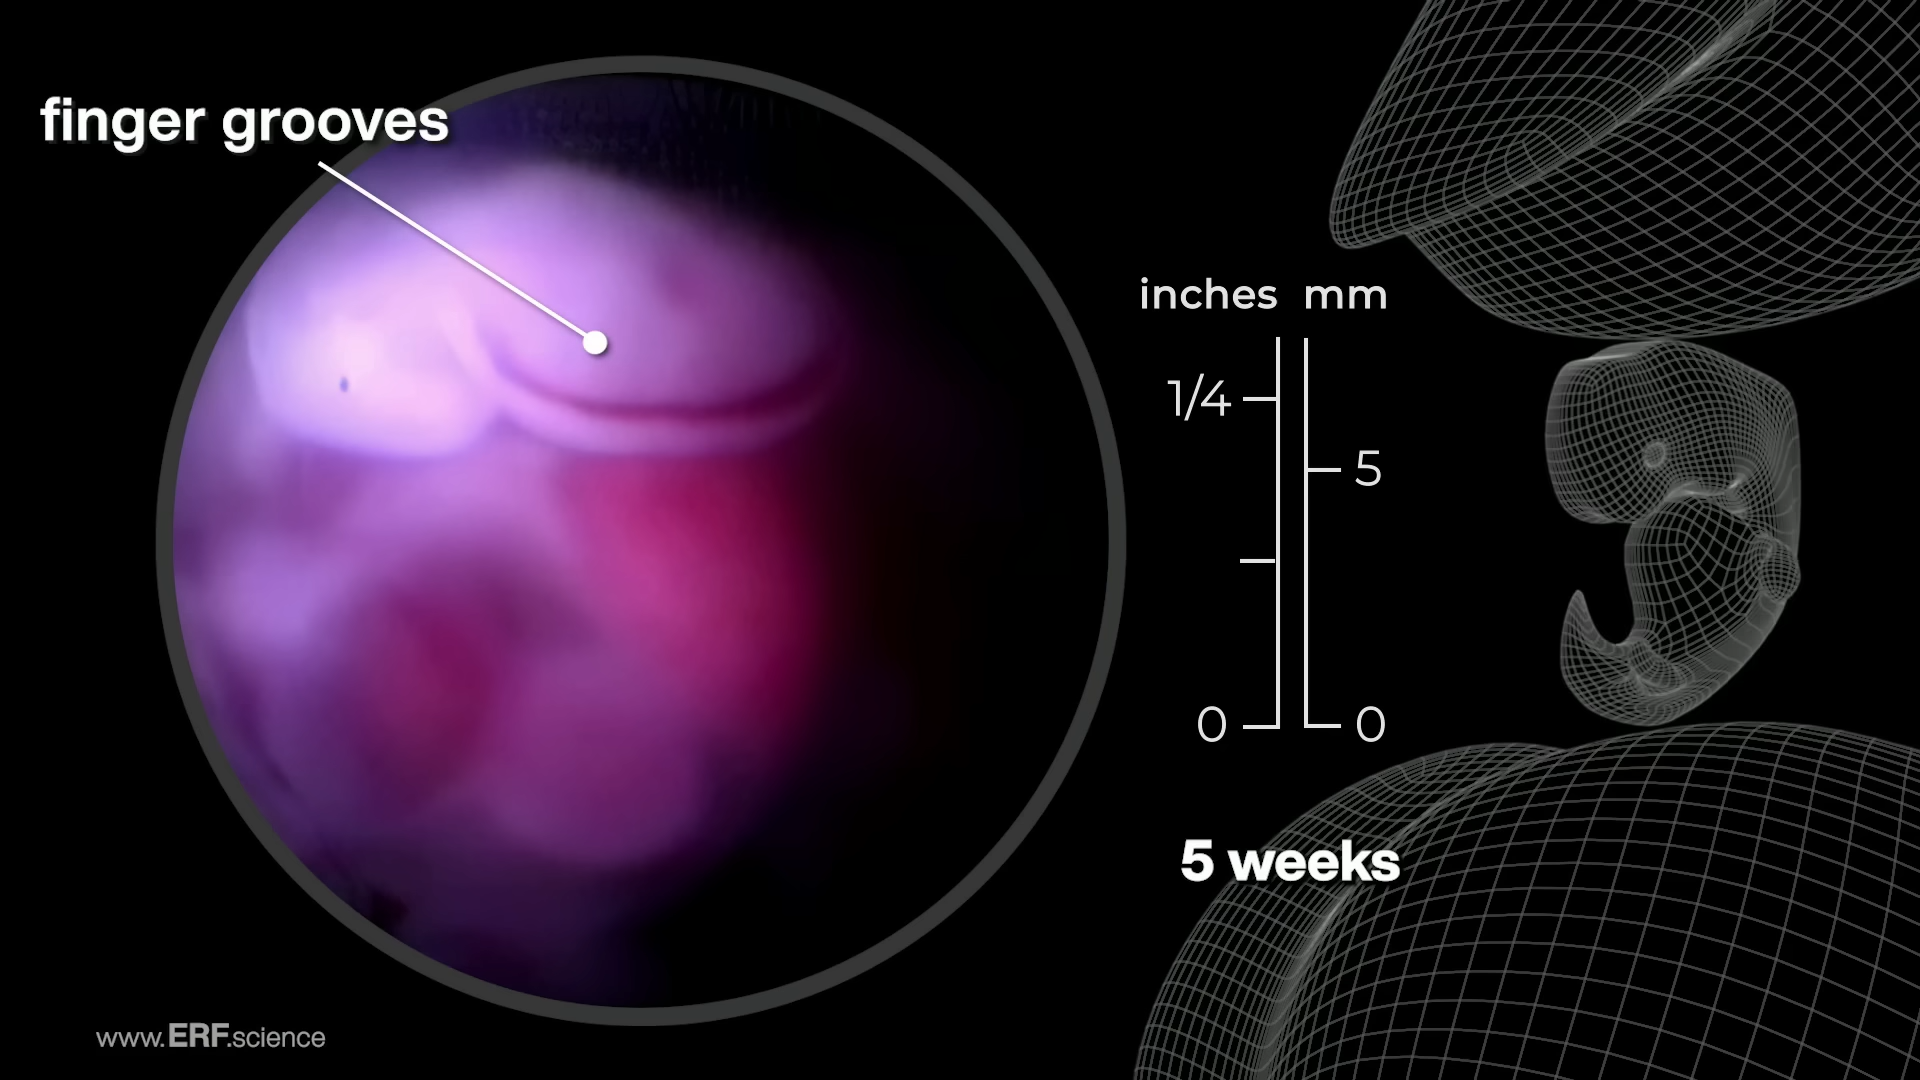 finger grooves
inches mm
1/4
5
0
0
5 weeks
www.ERF.science